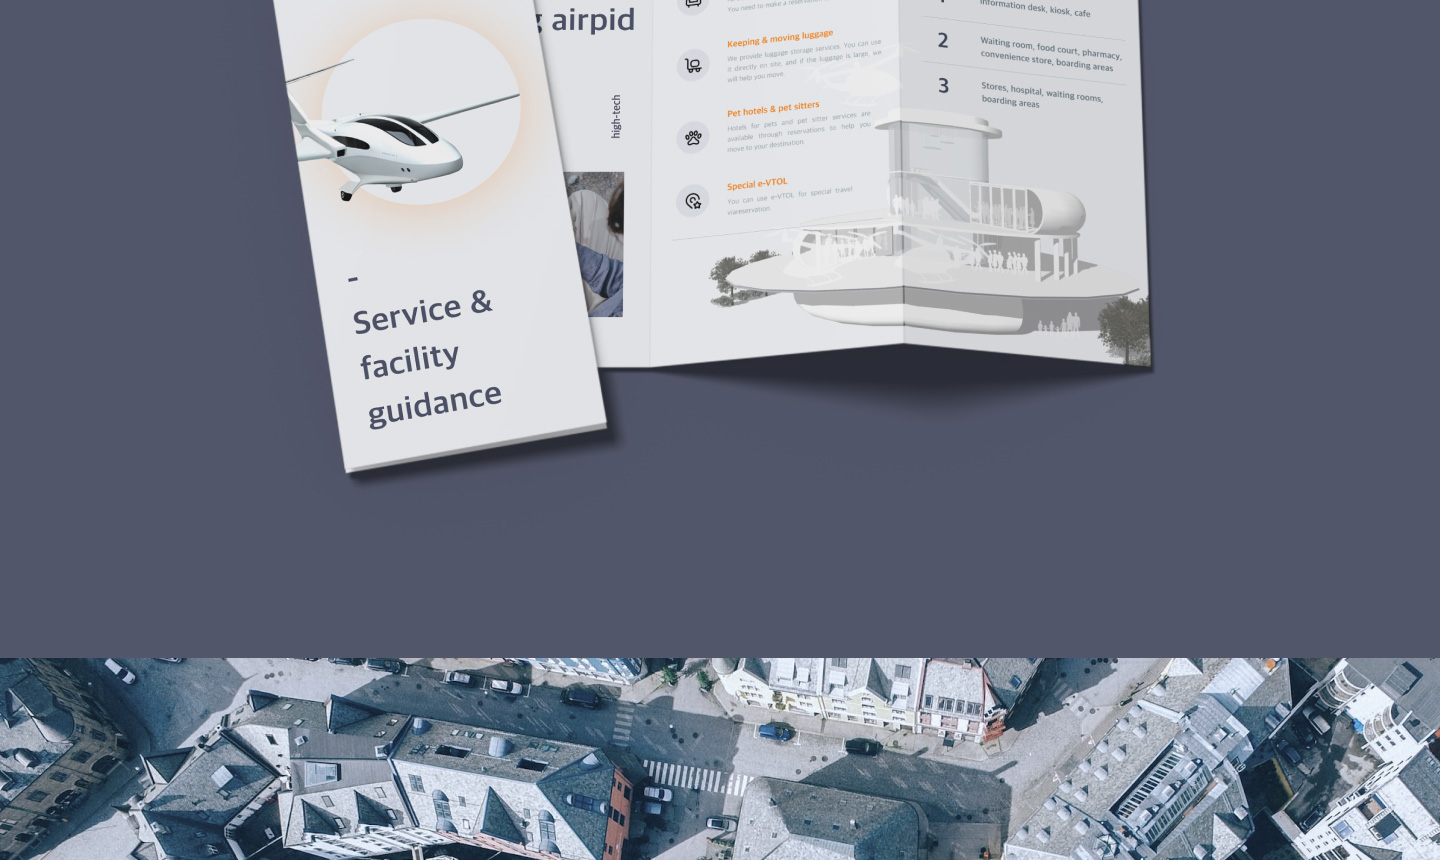 airpid
high-tech
You need to make a reservation
Keeping & moving luggage
We provide luggage storage services. You can use
it directly on site, and if the luggage is large, we
will help you move.
Pet hotels & pet sitters
Hotels for pets and pet sitter services are
available through reservations to help you
move to your destination.
Special e-VTOL
You can use e-VTOL for special travel
viareservation.
information desk, kiosk, cafe
2
Waiting room, food court, pharmacy,
convenience store, boarding areas
3
Stores, hospital, waiting rooms,
boarding areas
-
Service &
facility
guidance